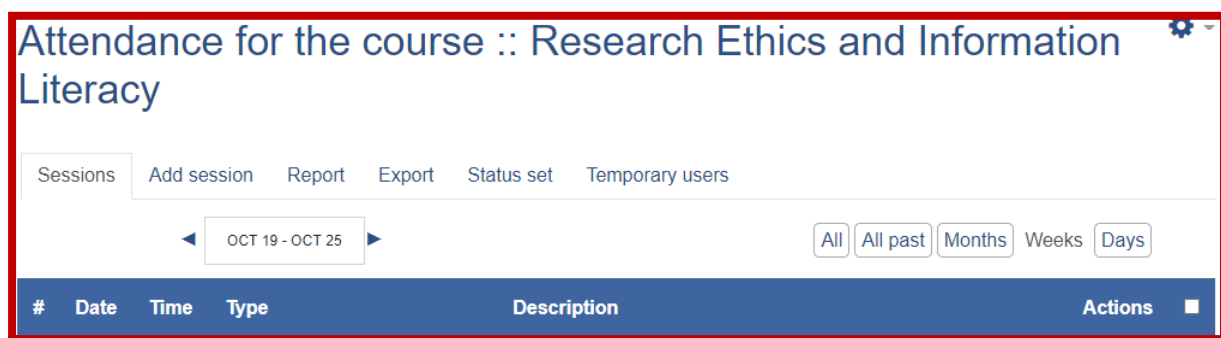 Attendance for the course :: Research Ethics and Information
Literacy
Sessions Add session Report Export Status set Temporary users
OCT 19 - OCT 25 All All past Months Weeks Days
# Date Time Type Description Actions